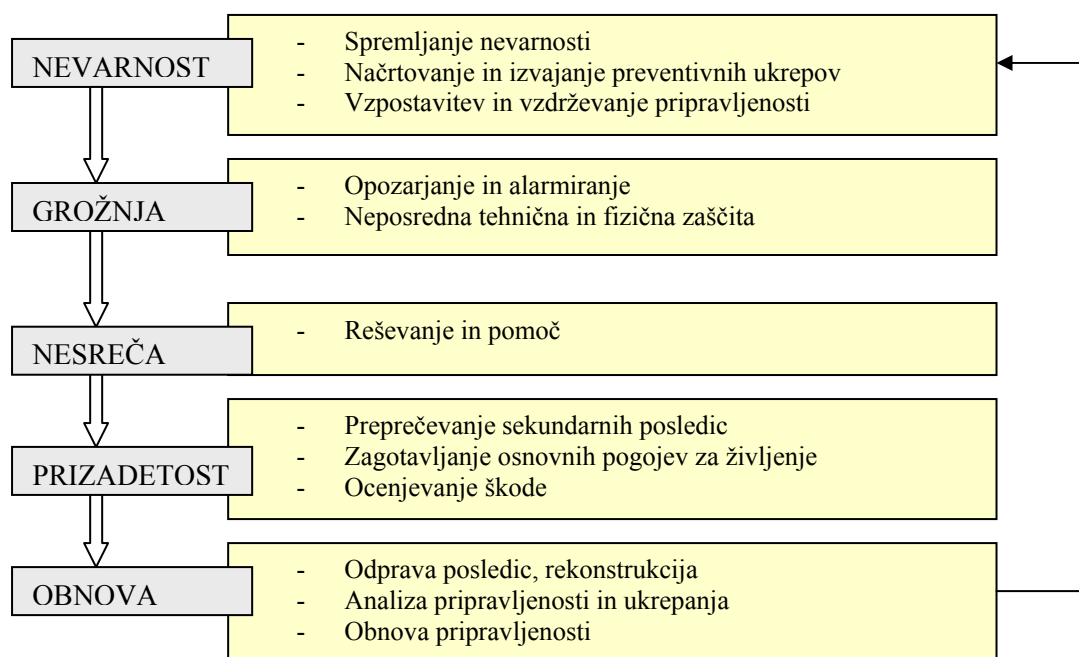 NEVARNOST
- Spremljanje nevarnosti
- Načrtovanje in izvajanje preventivnih ukrepov
- Vzpostavitev in vzdrževanje pripravljenosti
GROŽNJA
- Opozarjanje in alarmiranje
- Neposredna tehnična in fizična zaščita
NESREČA
- Reševanje in pomoč
PRIZADETOST
- Preprečevanje sekundarnih posledic
- Zagotavljanje osnovnih pogojev za življenje
- Ocenjevanje škode
OBNOVA
- Odprava posledic, rekonstrukcija
- Analiza pripravljenosti in ukrepanja
- Obnova pripravljenosti